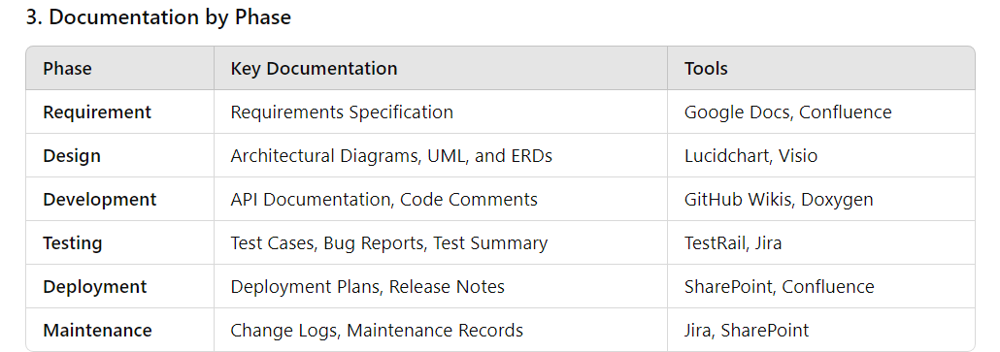 3. Documentation by Phase
Phase Key Documentation Tools
Requirement Requirements Specification Google Docs, Confluence
Design Architectural Diagrams, UML, and ERDs Lucidchart, Visio
Development API Documentation, Code Comments GitHub Wikis, Doxygen
Testing Test Cases, Bug Reports, Test Summary TestRail, Jira
Deployment Deployment Plans, Release Notes SharePoint, Confluence
Maintenance Change Logs, Maintenance Records Jira, SharePoint